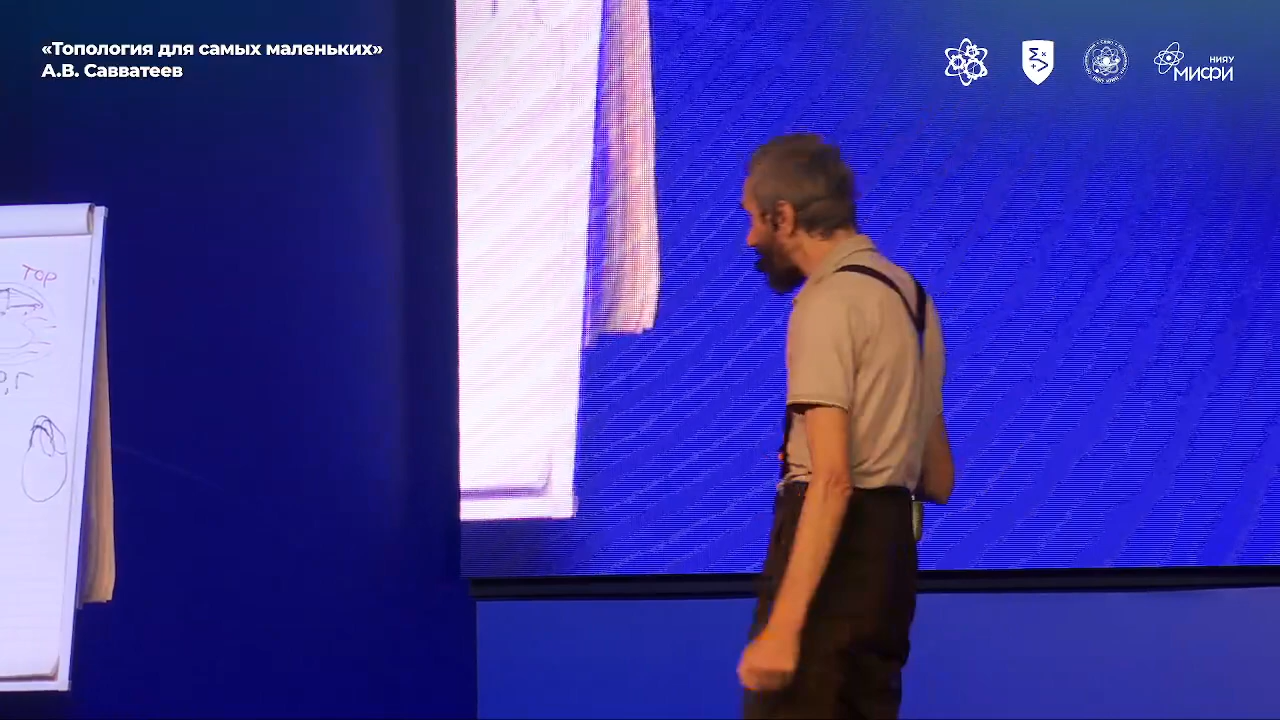 «Топология для самых маленьких»
А.В. Савватеев
НИЯУ
МИФИ
ТОР